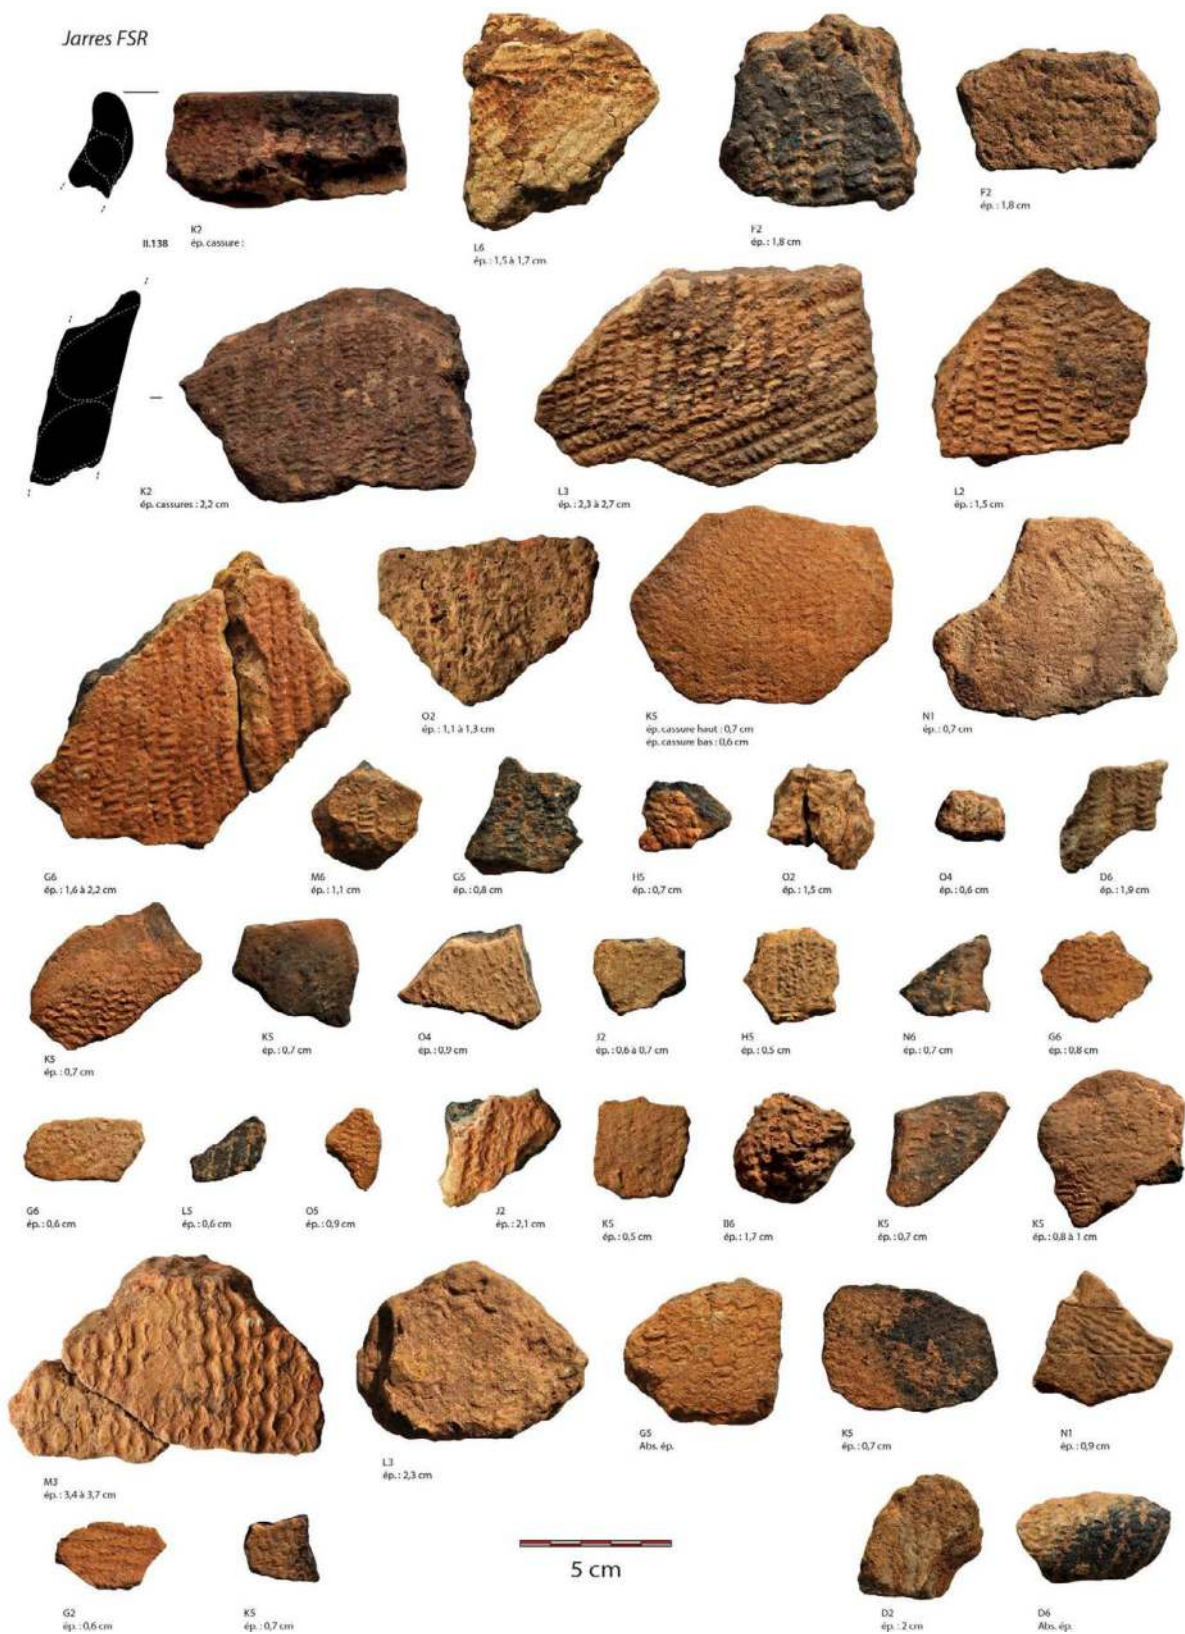 Jarres FSR
II.138
K2
ép. cassure :
L6
ép. : 1,5 à 1,7 cm
F2
ép. : 1,8 cm
F2
ép. : 1,8 cm
K2
ép. cassures : 2,2 cm
L3
ép. : 2,3 à 2,7 cm
L2
ép. : 1,5 cm
G6
ép. : 1,6 à 2,2 cm
O2
ép. : 1,1 à 1,3 cm
K5
ép. cassure haut : 0,7 cm
ép. cassure bas : 0,6 cm
N1
ép. : 0,7 cm
M6
ép. : 1,1 cm
G5
ép. : 0,8 cm
H5
ép. : 0,7 cm
O2
ép. : 1,5 cm
O4
ép. : 0,6 cm
D6
ép. : 1,9 cm
K5
ép. : 0,7 cm
K5
ép. : 0,7 cm
O4
ép. : 0,9 cm
J2
ép. : 0,6 à 0,7 cm
H5
ép. : 0,5 cm
N6
ép. : 0,7 cm
G6
ép. : 0,8 cm
G6
ép. : 0,6 cm
L5
ép. : 0,6 cm
O5
ép. : 0,9 cm
J2
ép. : 2,1 cm
K5
ép. : 0,5 cm
B6
ép. : 1,7 cm
K5
ép. : 0,7 cm
K5
ép. : 0,8 à 1 cm
M3
ép. : 3,4 à 3,7 cm
L3
ép. : 2,3 cm
G5
Abs. ép.
K5
ép. : 0,7 cm
N1
ép. : 0,9 cm
G2
ép. : 0,6 cm
K5
ép. : 0,7 cm
5 cm
D2
ép. : 2 cm
D6
Abs. ép.